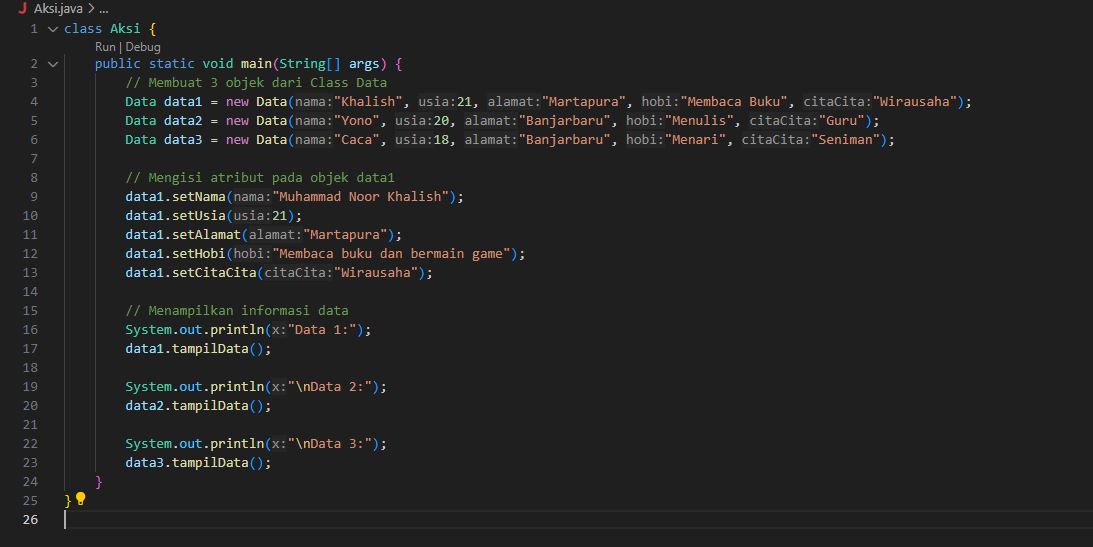 J Aksi.java > ...
1 class Aksi {
Run | Debug
2 public static void main(String[] args) {
3 // Membuat 3 objek dari Class Data
4 Data data1 = new Data(nama:"Khalish", usia:21, alamat:"Martapura", hobi:"Membaca Buku", citaCita:"Wirausaha");
5 Data data2 = new Data(nama:"Yono", usia:20, alamat:"Banjarbaru", hobi:"Menulis", citaCita:"Guru");
6 Data data3 = new Data(nama:"Caca", usia:18, alamat:"Banjarbaru", hobi:"Menari", citaCita:"Seniman");
7
8 // Mengisi atribut pada objek data1
9 data1.setNama(nama:"Muhammad Noor Khalish");
10 data1.setUsia(usia:21);
11 data1.setAlamat(alamat:"Martapura");
12 data1.setHobi(hobi:"Membaca buku dan bermain game");
13 data1.setCitaCita(citaCita:"Wirausaha");
14
15 // Menampilkan informasi data
16 System.out.println(x:"Data 1:");
17 data1.tampilData();
18
19 System.out.println(x:"\nData 2:");
20 data2.tampilData();
21
22 System.out.println(x:"\nData 3:");
23 data3.tampilData();
24 }
25 }
26